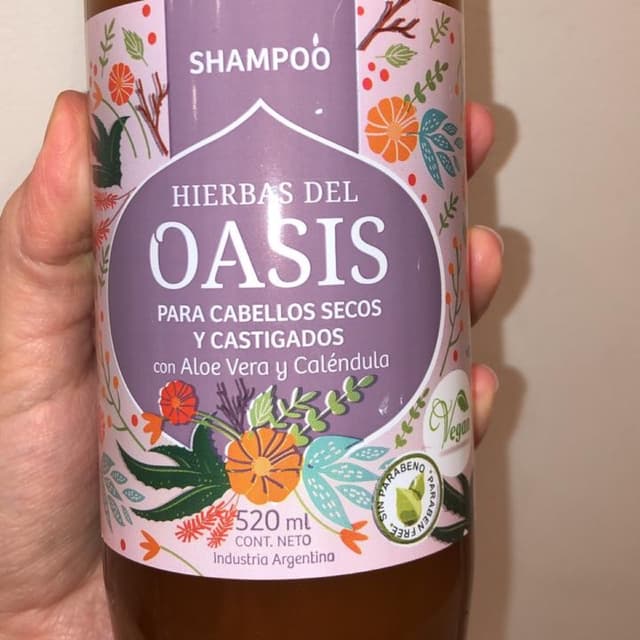 SHAMPOO
HIERBAS DEL
OASIS
PARA CABELLOS SECOS
Y CASTIGADOS
con Aloe Vera y Caléndula
Vegan
SIN PARABENO • PARABEN FREE •
520 ml
CONT. NETO
Industria Argentina